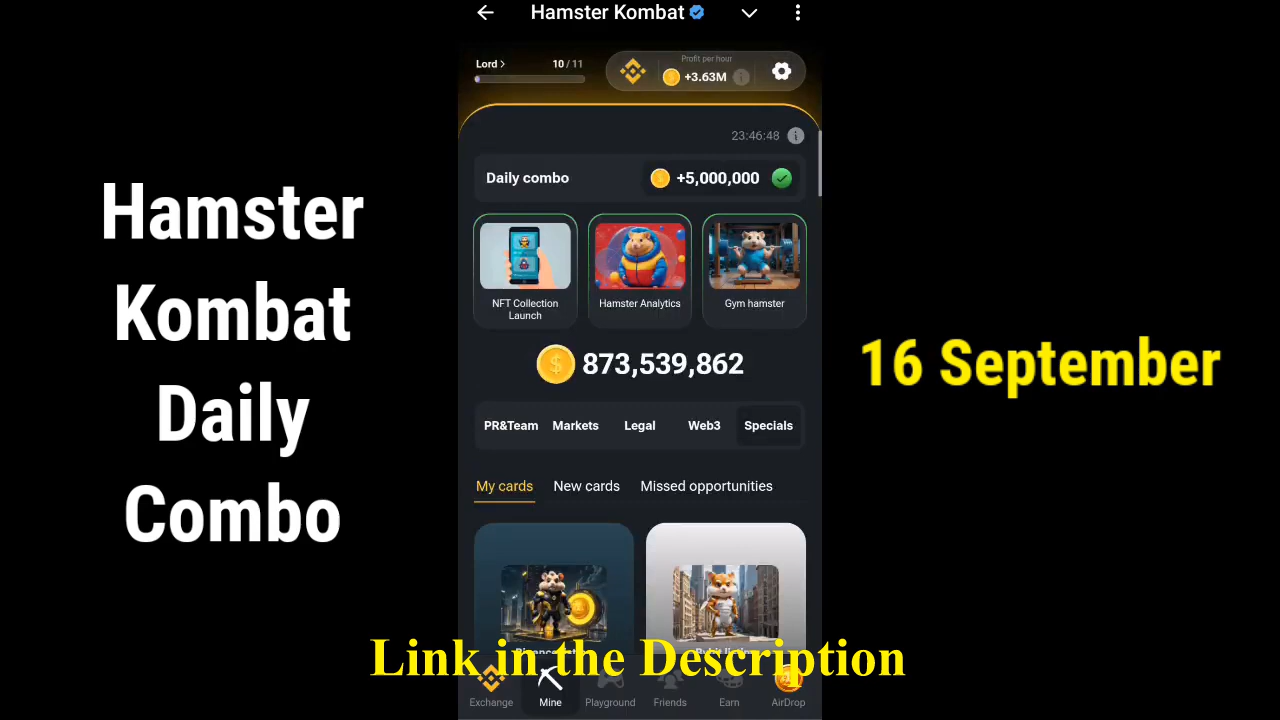 Hamster Kombat
Lord >
10 / 11
Profit per hour
+3.63M
23:46:48
Daily combo
+5,000,000
NFT Collection
Launch
Hamster Analytics
Gym hamster
873,539,862
PR&Team
Markets
Legal
Web3
Specials
My cards
New cards
Missed opportunities
Exchange
Mine
Playground
Friends
Earn
AirDrop
Hamster
Kombat
Daily
Combo
16 September
Link in the Description